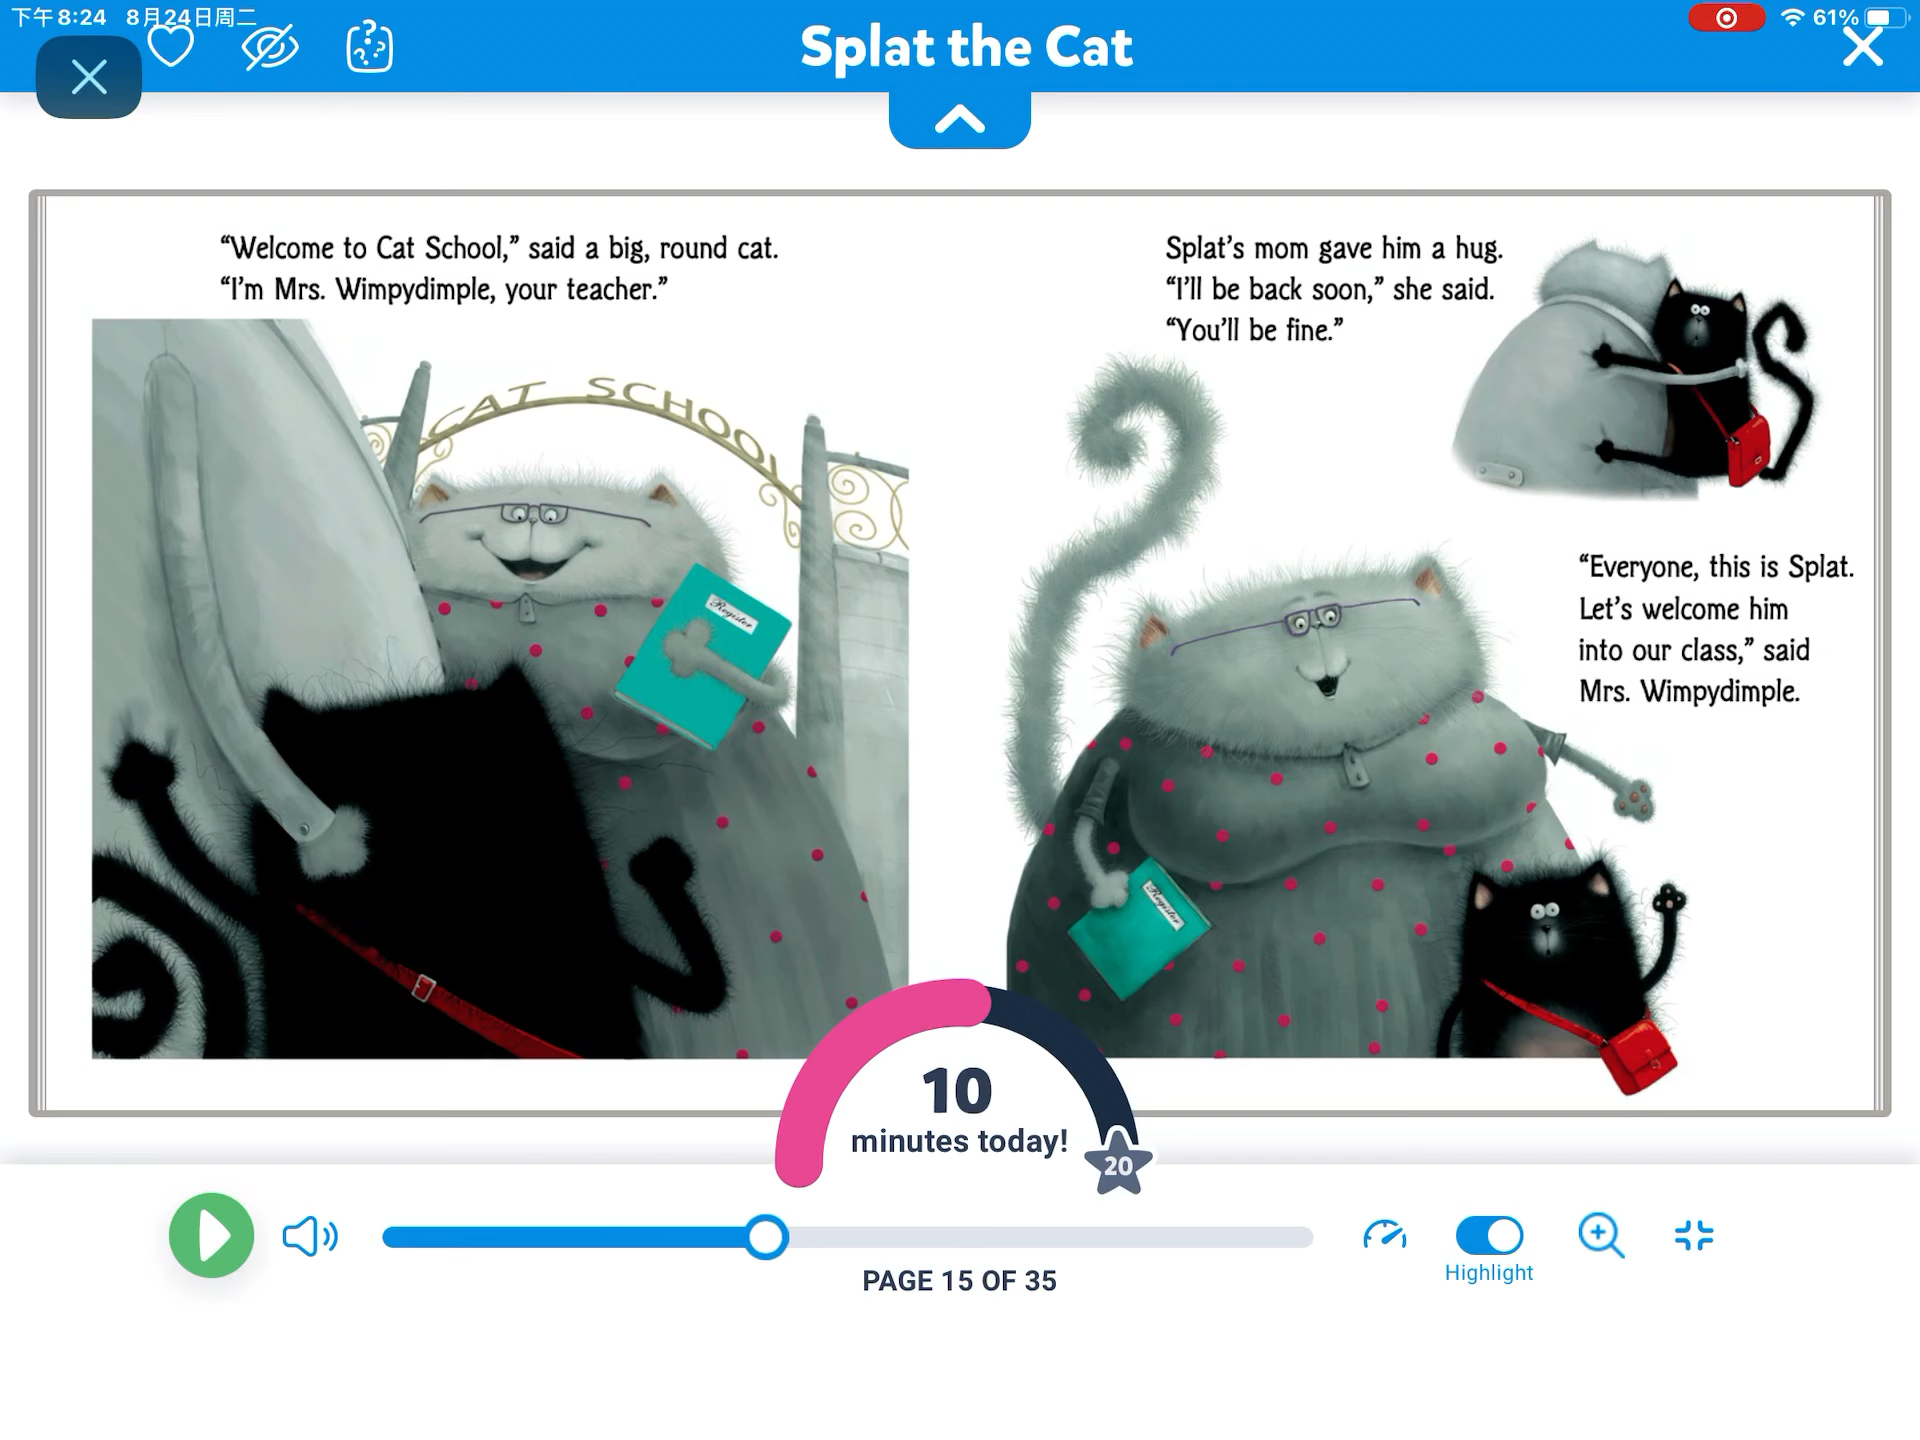 下午8:24 8月24日周二
61%
Splat the Cat
“Welcome to Cat School,” said a big, round cat.
“I’m Mrs. Wimpydimple, your teacher.”
CAT SCHOOL
Register
Splat’s mom gave him a hug.
“I’ll be back soon,” she said.
“You’ll be fine.”
“Everyone, this is Splat.
Let’s welcome him
into our class,” said
Mrs. Wimpydimple.
Register
10
minutes today!
20
PAGE 15 OF 35
Highlight